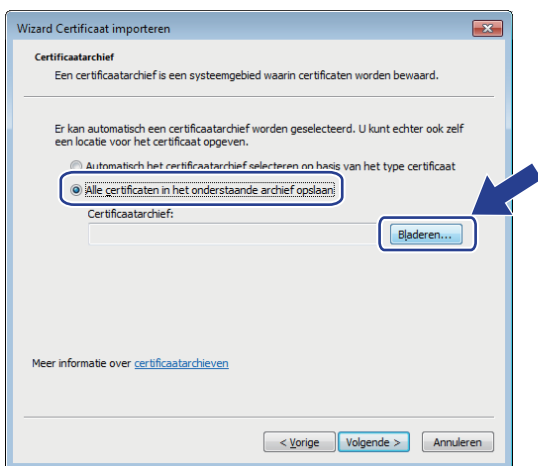 Wizard Certificaat importeren
Certificaatarchief
Een certificaatarchief is een systeemgebied waarin certificaten worden bewaard.
Er kan automatisch een certificaatarchief worden geselecteerd. U kunt echter ook zelf
een locatie voor het certificaat opgeven.
Automatisch het certificaatarchief selecteren op basis van het type certificaat
Alle certificaten in het onderstaande archief opslaan
Certificaatarchief:
Bladeren...
Meer informatie over certificaatarchieven
< Vorige Volgende > Annuleren